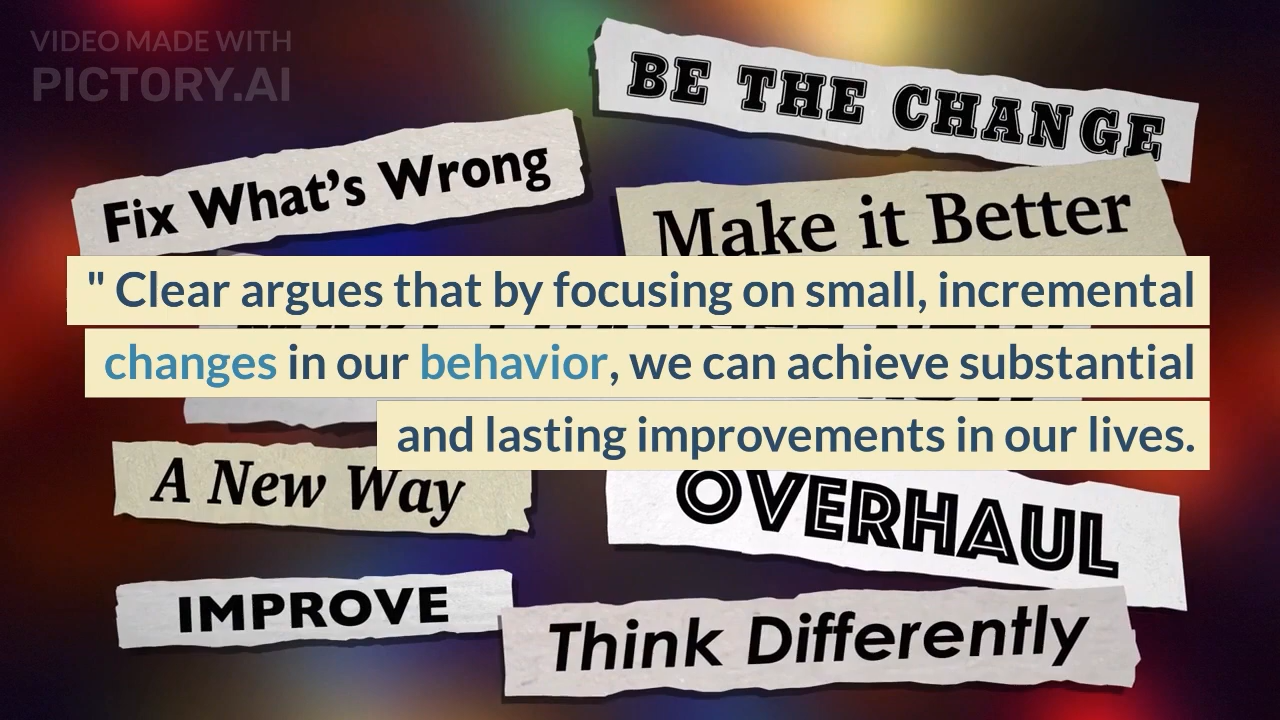 VIDEO MADE WITH
PICTORY.AI
BE THE CHANGE
Fix What's Wrong
Make it Better
" Clear argues that by focusing on small, incremental
changes in our behavior, we can achieve substantial
and lasting improvements in our lives.
A New Way
OVERHAUL
IMPROVE
Think Differently